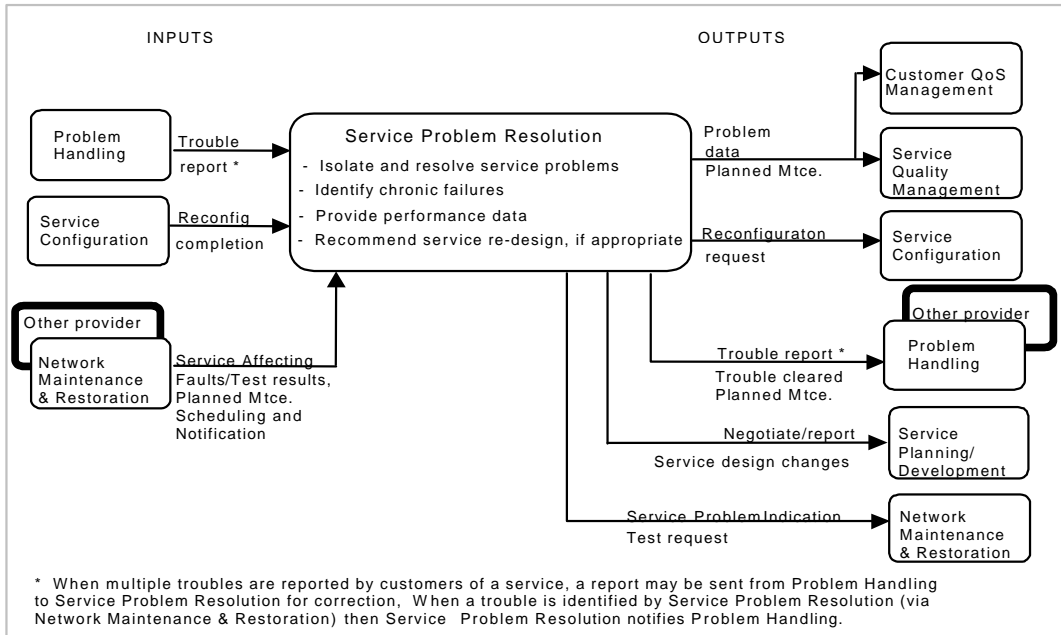 INPUTS
OUTPUTS
Problem
Handling
Trouble
report *
Service
Configuration
Reconfig
completion
Other provider
Network
Maintenance
& Restoration
Service Affecting
Faults/Test results,
Planned Mtce.
Scheduling and
Notification
Service Problem Resolution
- Isolate and resolve service problems
- Identify chronic failures
- Provide performance data
- Recommend service re-design, if appropriate
Problem
data
Planned Mtce.
Customer QoS
Management
Service
Quality
Management
Reconfiguraton
request
Service
Configuration
Trouble report *
Trouble cleared
Planned Mtce.
Other provider
Problem
Handling
Negotiate/report
Service design changes
Service
Planning/
Development
Service Problem Indication
Test request
Network
Maintenance
& Restoration
* When multiple troubles are reported by customers of a service, a report may be sent from Problem Handling
to Service Problem Resolution for correction, When a trouble is identified by Service Problem Resolution (via
Network Maintenance & Restoration) then Service Problem Resolution notifies Problem Handling.